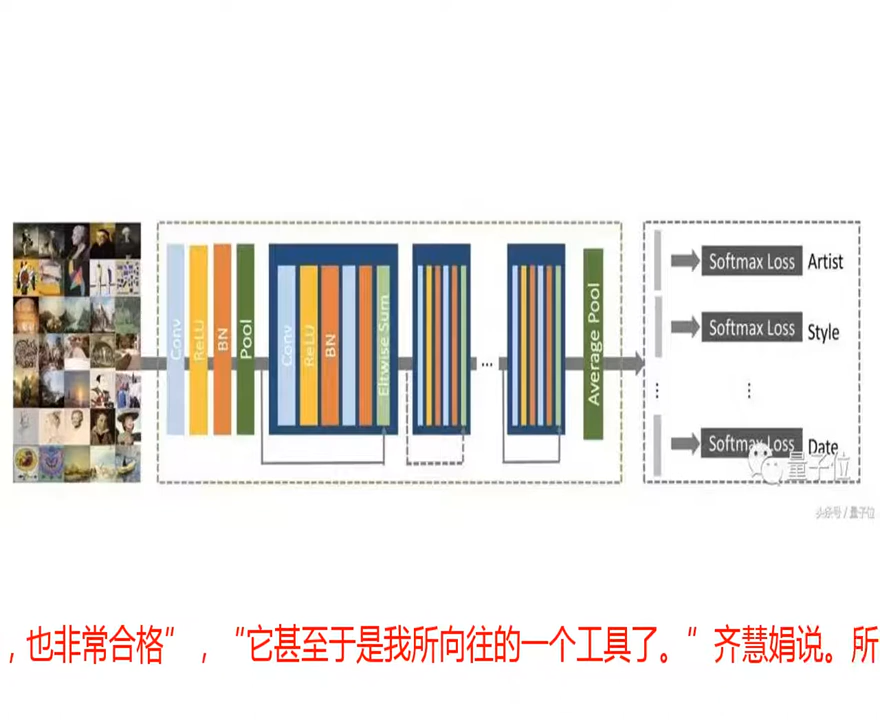 Conv
ReLU
BN
Pool
Conv
ReLU
BN
Eltwise Sum
...
Average Pool
Softmax Loss Artist
Softmax Loss Style
Softmax Loss Date
量子位
头条号 / 量子位
，也非常合格”，“它甚至于是我所向往的一个工具了。”齐慧娟说。所